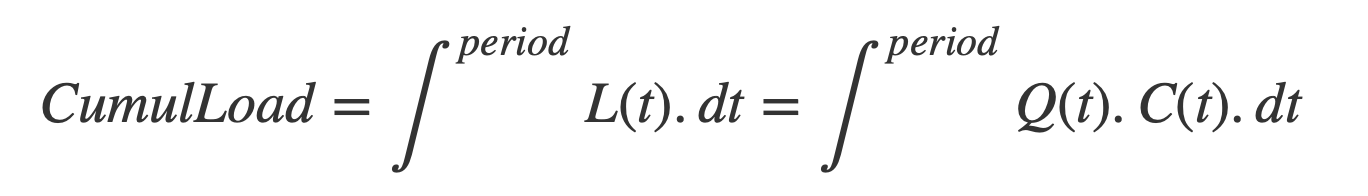 CumulLoad = ∫^period L(t). dt = ∫^period Q(t). C(t). dt